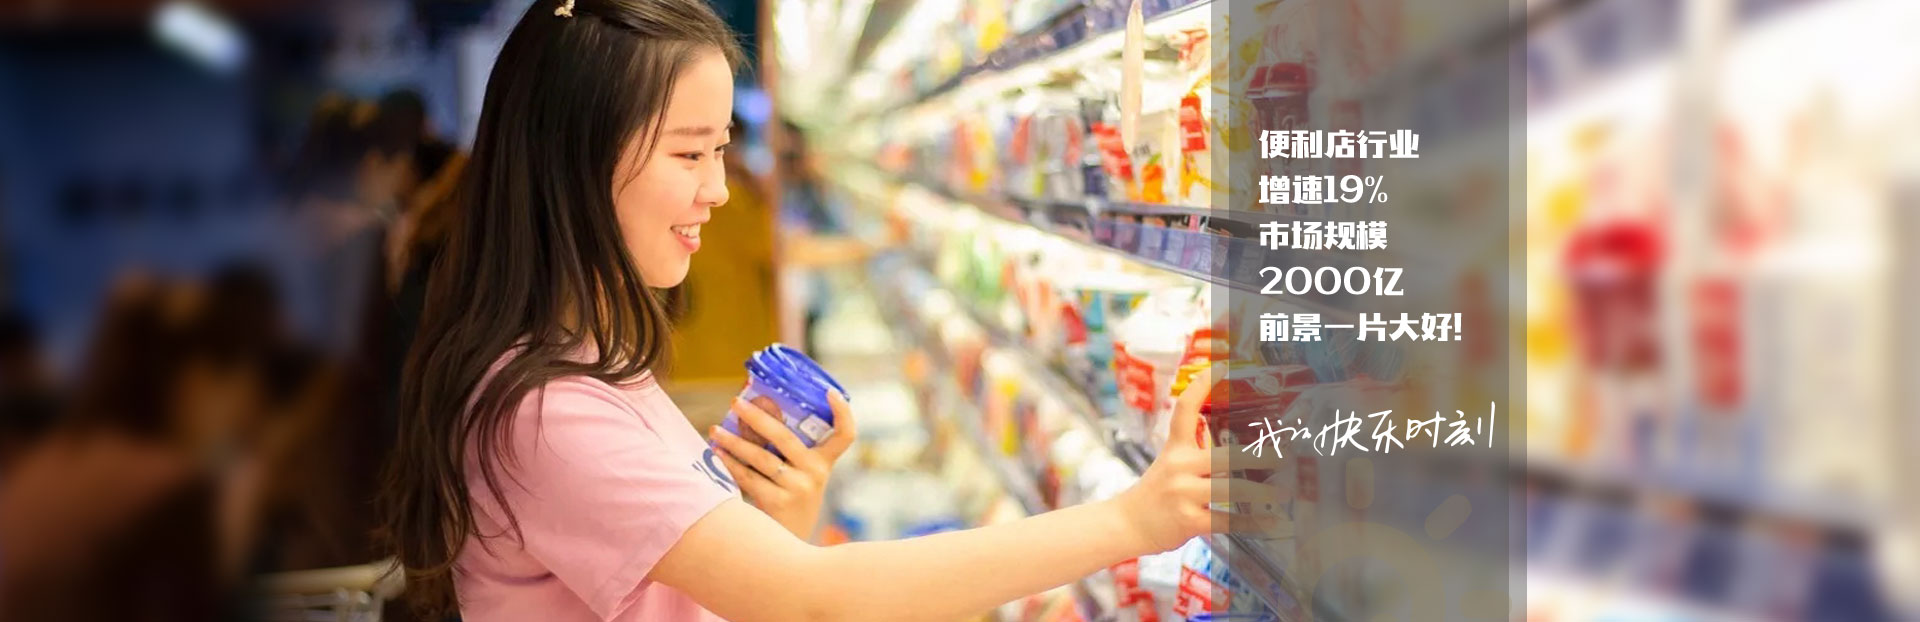 便利店行业
增速19%
市场规模
2000亿
前景一片大好!
我的快乐时刻